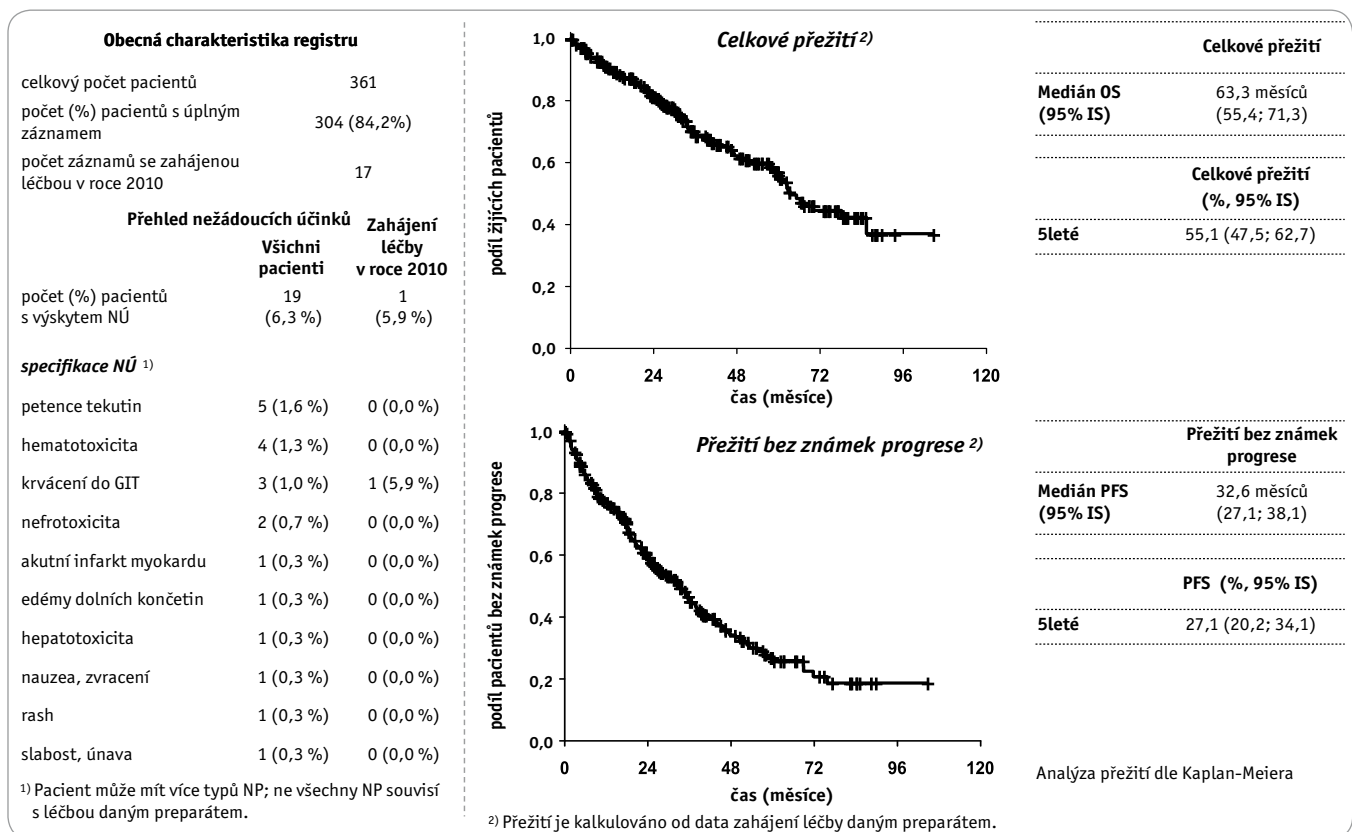 Obecná charakteristika registru
celkový počet pacientů 361
počet (%) pacientů s úplným
záznamem 304 (84,2%)
počet záznamů se zahájenou
léčbou v roce 2010 17
Přehled nežádoucích účinků
Všichni
pacienti
Zahájení
léčby
v roce 2010
počet (%) pacientů
s výskytem NÚ
19
(6,3 %)
1
(5,9 %)
specifikace NÚ 1)
petence tekutin 5 (1,6 %) 0 (0,0 %)
hematotoxicita 4 (1,3 %) 0 (0,0 %)
krvácení do GIT 3 (1,0 %) 1 (5,9 %)
nefrotoxicita 2 (0,7 %) 0 (0,0 %)
akutní infarkt myokardu 1 (0,3 %) 0 (0,0 %)
edémy dolních končetin 1 (0,3 %) 0 (0,0 %)
hepatotoxicita 1 (0,3 %) 0 (0,0 %)
nauzea, zvracení 1 (0,3 %) 0 (0,0 %)
rash 1 (0,3 %) 0 (0,0 %)
slabost, únava 1 (0,3 %) 0 (0,0 %)
1) Pacient může mít více typů NP; ne všechny NP souvisí
s léčbou daným preparátem.
Celkové přežití 2)
podíl žijících pacientů
1,0
0,8
0,6
0,4
0,2
0,0
0 24 48 72 96 120
čas (měsíce)
Přežití bez známek progrese 2)
podíl pacientů bez známek progrese
1,0
0,8
0,6
0,4
0,2
0,0
0 24 48 72 96 120
čas (měsíce)
2) Přežití je kalkulováno od data zahájení léčby daným preparátem.
Celkové přežití
Medián OS 63,3 měsíců
(95% IS) (55,4; 71,3)
Celkové přežití
(%, 95% IS)
5leté 55,1 (47,5; 62,7)
Přežití bez známek
progrese
Medián PFS 32,6 měsíců
(95% IS) (27,1; 38,1)
PFS (%, 95% IS)
5leté 27,1 (20,2; 34,1)
Analýza přežití dle Kaplan-Meiera